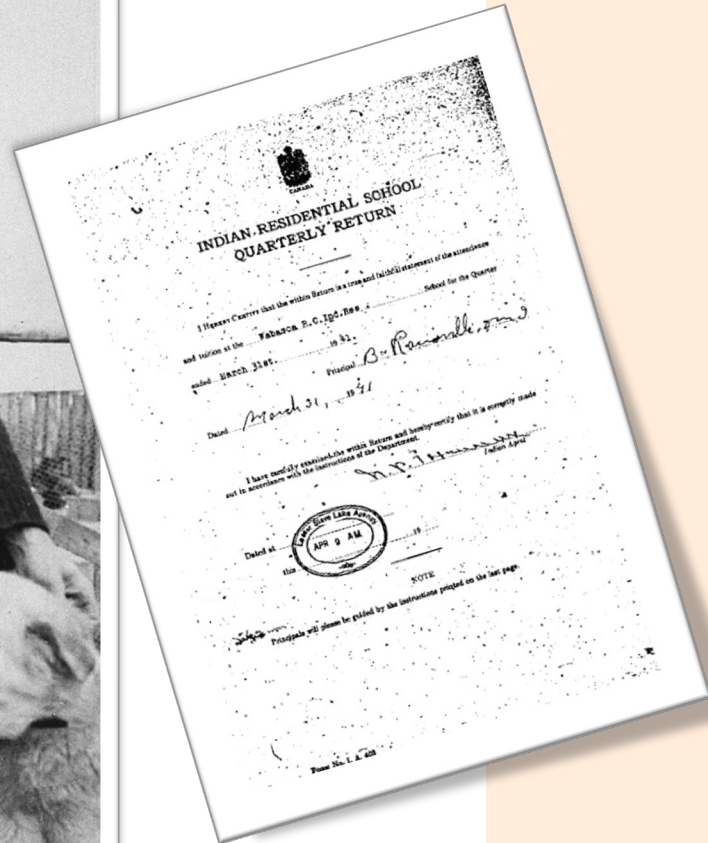 CANADA
INDIAN RESIDENTIAL SCHOOL
QUARTERLY RETURN
I HEREBY CERTIFY that the within Return is a true and faithful statement of the attendance
and tuition at the Wabasca R.C.Ind.Res. School for the Quarter
ended March 31st. 1941.
Principal
Dated March 31, 1941
I have carefully examined the within Return and hereby certify that it is correctly made
out in accordance with the instructions of the Department.
Indian Agent
Dated at
Lesser Slave Lake Agency
APR 9 AM
this 19
NOTE
Principals will please be guided by the instructions printed on the last page.
Form No. I. A. 408